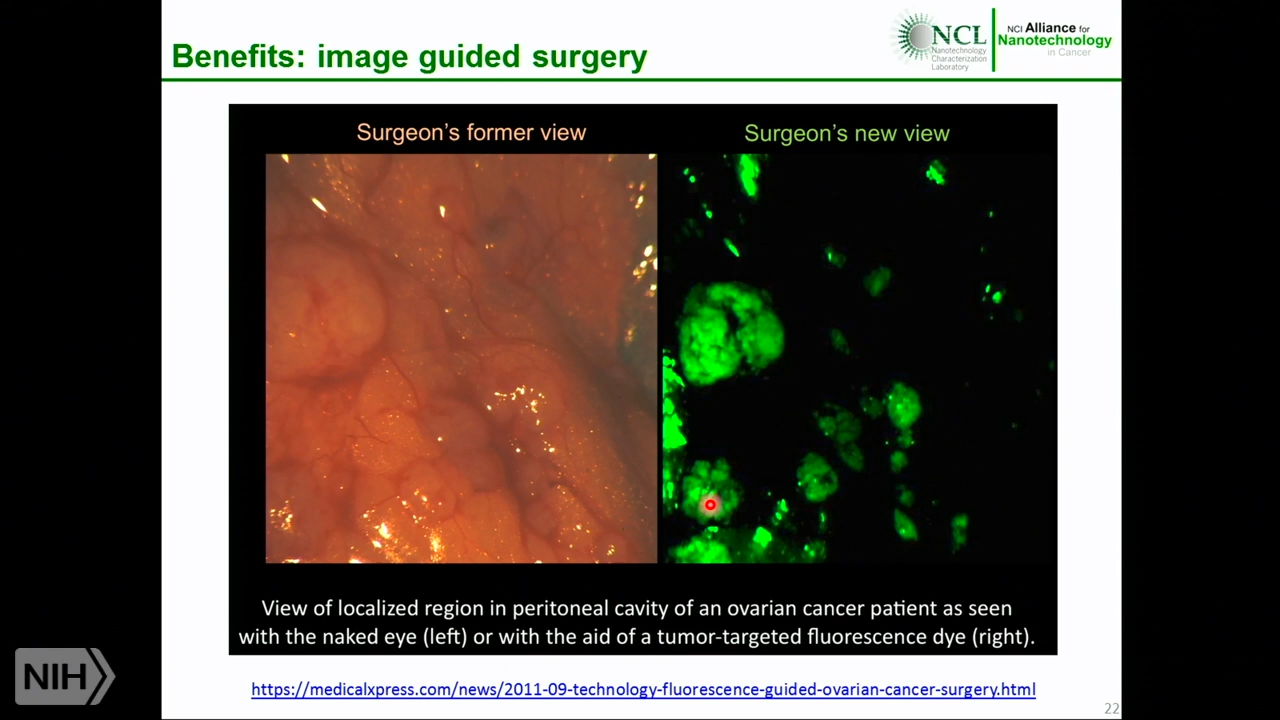 Benefits: image guided surgery
NCL
Nanotechnology
Characterization
Laboratory
NCI Alliance for
Nanotechnology
in Cancer
Surgeon's former view
Surgeon's new view
View of localized region in peritoneal cavity of an ovarian cancer patient as seen
with the naked eye (left) or with the aid of a tumor-targeted fluorescence dye (right).
NIH
https://medicalxpress.com/news/2011-09-technology-fluorescence-guided-ovarian-cancer-surgery.html
22